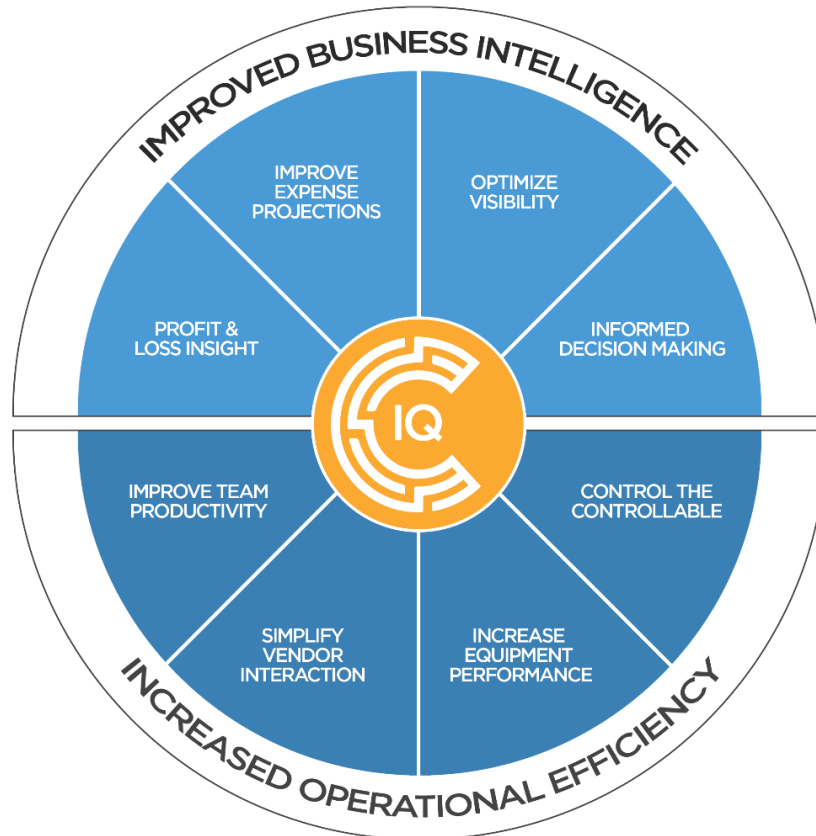 IMPROVED BUSINESS INTELLIGENCE
IMPROVE
EXPENSE
PROJECTIONS
OPTIMIZE
VISIBILITY
PROFIT &
LOSS INSIGHT
INFORMED
DECISION MAKING
IQ
IMPROVE TEAM
PRODUCTIVITY
CONTROL THE
CONTROLLABLE
SIMPLIFY
VENDOR
INTERACTION
INCREASE
EQUIPMENT
PERFORMANCE
INCREASED OPERATIONAL EFFICIENCY